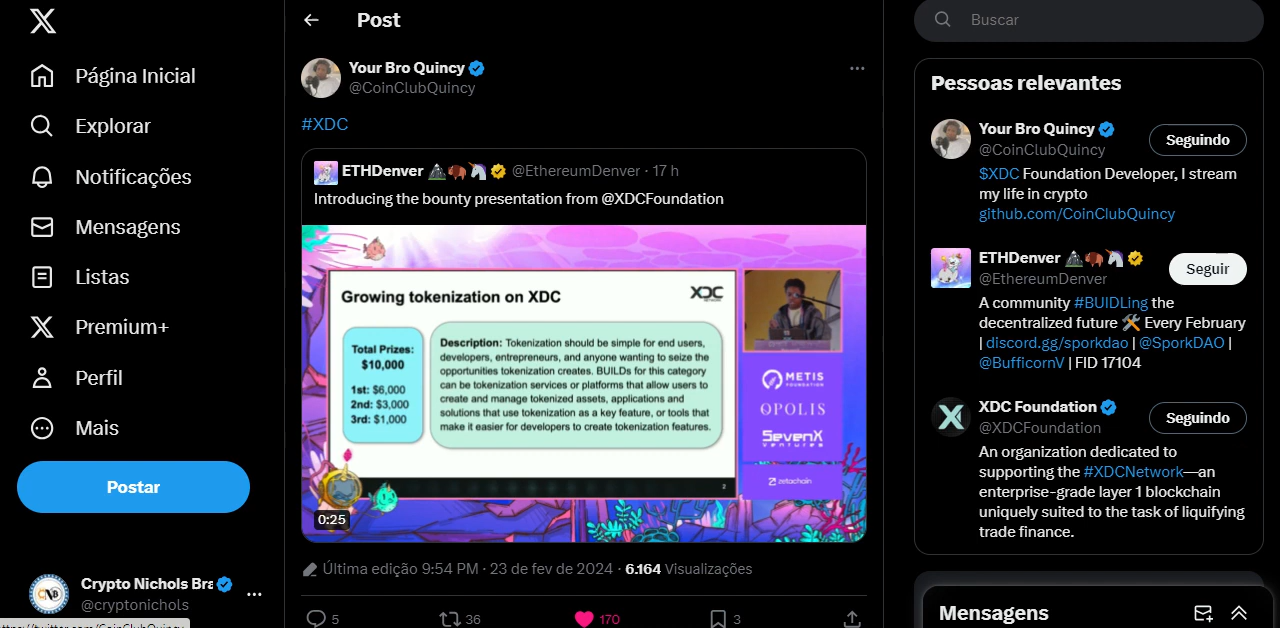 Página Inicial
Explorar
Notificações
Mensagens
Listas
Premium+
Perfil
Mais
Postar
Crypto Nichols Bra
@cryptonichols
Post
Your Bro Quincy
@CoinClubQuincy
#XDC
ETHDenver @EthereumDenver · 17 h
Introducing the bounty presentation from @XDCFoundation
Growing tokenization on XDC
XDC
Total Prizes:
$10,000
1st: $6,000
2nd: $3,000
3rd: $1,000
Description: Tokenization should be simple for end users,
developers, entrepreneurs, and anyone wanting to seize the
opportunities tokenization creates. BUILDs for this category
can be tokenization services or platforms that allow users to
create and manage tokenized assets, applications and
solutions that use tokenization as a key feature, or tools that
make it easier for developers to create tokenization features.
2
METIS
FOUNDATION
OPOLIS
SevenX
VENTURES
zetachain
0:25
Última edição 9:54 PM · 23 de fev de 2024 · 6.164 Visualizações
5
36
170
3
Buscar
Pessoas relevantes
Your Bro Quincy
@CoinClubQuincy
Seguindo
$XDC Foundation Developer, I stream
my life in crypto
github.com/CoinClubQuincy
ETHDenver
@EthereumDenver
Seguir
A community #BUIDLing the
decentralized future 🛠️ Every February
| discord.gg/sporkdao | @SporkDAO |
@BufficornV | FID 17104
XDC Foundation
@XDCFoundation
Seguindo
An organization dedicated to
supporting the #XDCNetwork—an
enterprise-grade layer 1 blockchain
uniquely suited to the task of liquifying
trade finance.
Mensagens